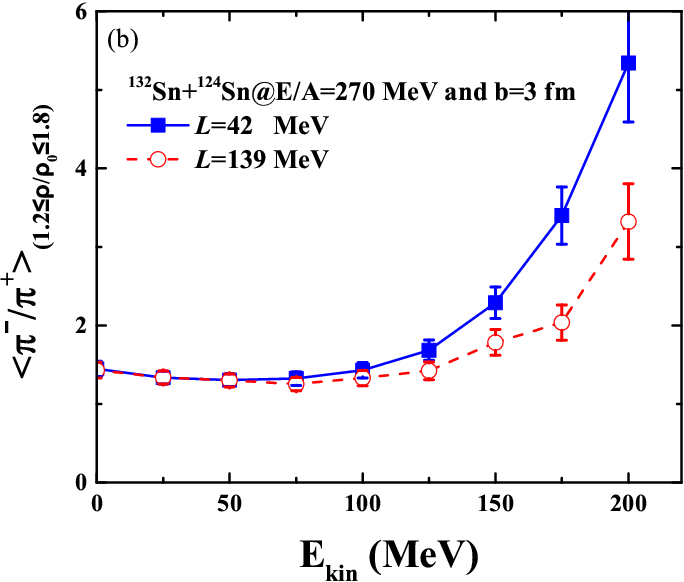 (b)
¹³²Sn+¹²⁴Sn@E/A=270 MeV and b=3 fm
L=42 MeV
L=139 MeV
<π⁻/π⁺>(1.2≤ρ/ρ₀≤1.8)
6
4
2
0
0 50 100 150 200
Eₖᵢₙ (MeV)